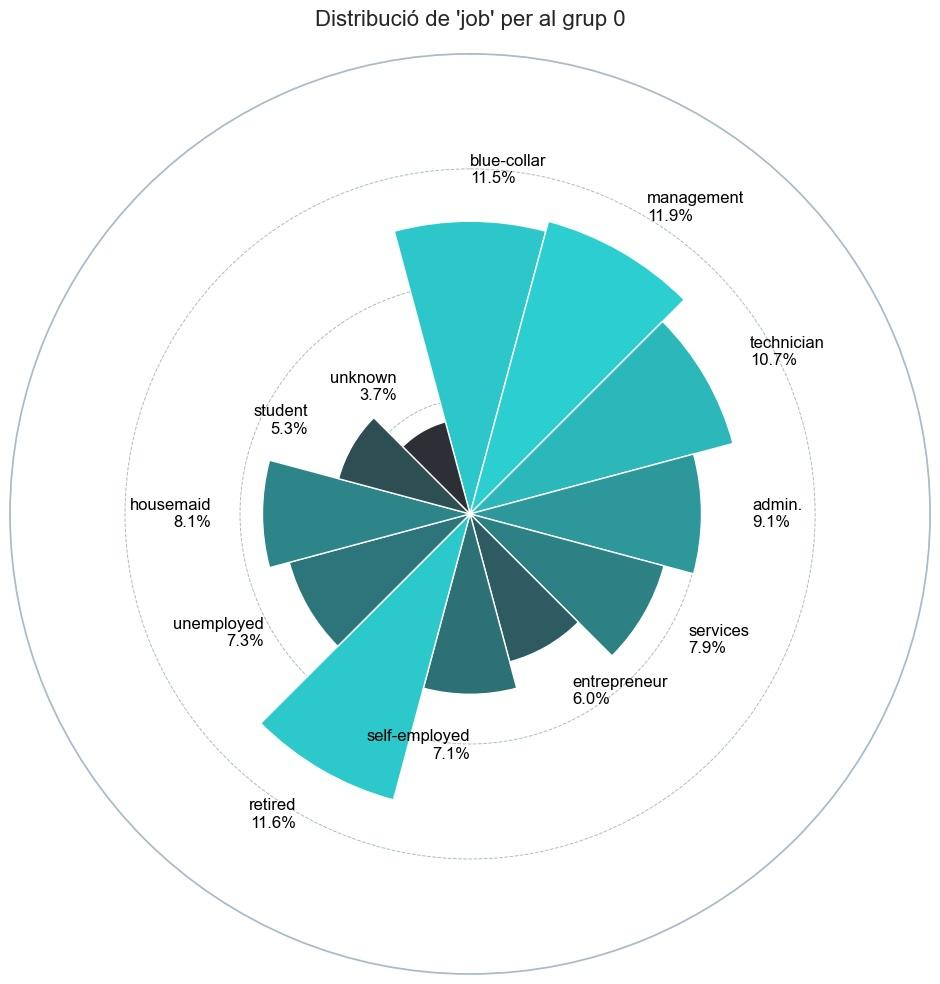 Distribució de 'job' per al grup 0
blue-collar
11.5%
management
11.9%
technician
10.7%
admin.
9.1%
services
7.9%
entrepreneur
6.0%
self-employed
7.1%
retired
11.6%
unemployed
7.3%
housemaid
8.1%
student
5.3%
unknown
3.7%